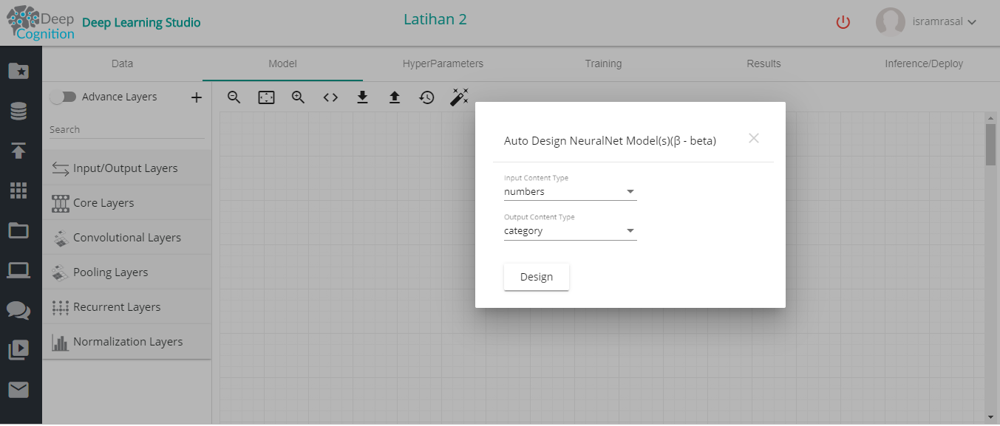 Deep Cognition
Deep Learning Studio
Latihan 2
isramrasal
Data
Model
HyperParameters
Training
Results
Inference/Deploy
Advance Layers
Search
Input/Output Layers
Core Layers
Convolutional Layers
Pooling Layers
Recurrent Layers
Normalization Layers
Auto Design NeuralNet Model(s)(β - beta)
Input Content Type
numbers
Output Content Type
category
Design